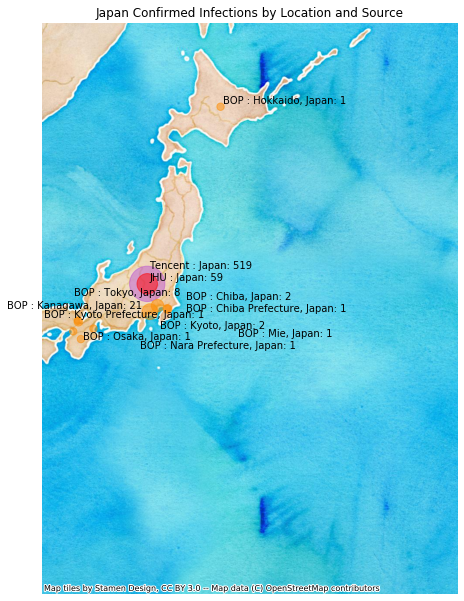 Japan Confirmed Infections by Location and Source
BOP : Hokkaido, Japan: 1
Tencent : Japan: 519
JHU : Japan: 59
BOP : Tokyo, Japan: 8
BOP : Chiba, Japan: 2
BOP : Kanagawa, Japan: 21
BOP : Chiba Prefecture, Japan: 1
BOP : Kyoto Prefecture, Japan: 1
BOP : Kyoto, Japan: 2
BOP : Mie, Japan: 1
BOP : Osaka, Japan: 1
BOP : Nara Prefecture, Japan: 1
Map tiles by Stamen Design, CC BY 3.0 -- Map data (C) OpenStreetMap contributors